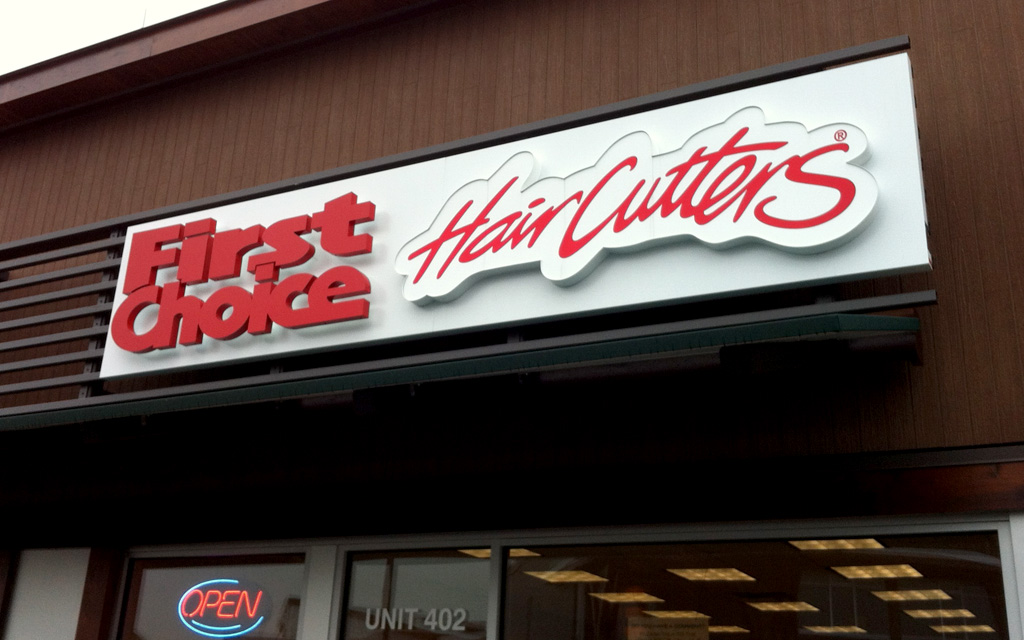 First
Choice
HairCutters®
OPEN
UNIT 402